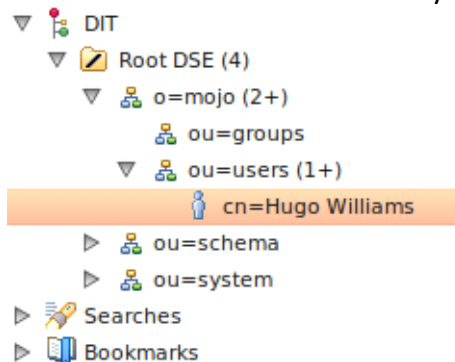 DIT
Root DSE (4)
o=mojo (2+)
ou=groups
ou=users (1+)
cn=Hugo Williams
ou=schema
ou=system
Searches
Bookmarks